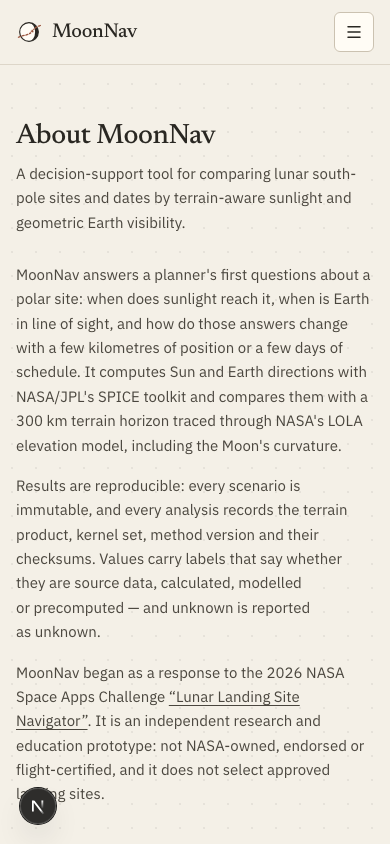 MoonNav
About MoonNav
A decision-support tool for comparing lunar south-
pole sites and dates by terrain-aware sunlight and
geometric Earth visibility.
MoonNav answers a planner's first questions about a
polar site: when does sunlight reach it, when is Earth
in line of sight, and how do those answers change
with a few kilometres of position or a few days of
schedule. It computes Sun and Earth directions with
NASA/JPL's SPICE toolkit and compares them with a
300 km terrain horizon traced through NASA's LOLA
elevation model, including the Moon's curvature.
Results are reproducible: every scenario is
immutable, and every analysis records the terrain
product, kernel set, method version and their
checksums. Values carry labels that say whether
they are source data, calculated, modelled
or precomputed — and unknown is reported
as unknown.
MoonNav began as a response to the 2026 NASA
Space Apps Challenge “Lunar Landing Site
Navigator”. It is an independent research and
education prototype: not NASA-owned, endorsed or
flight-certified, and it does not select approved
sites.
N